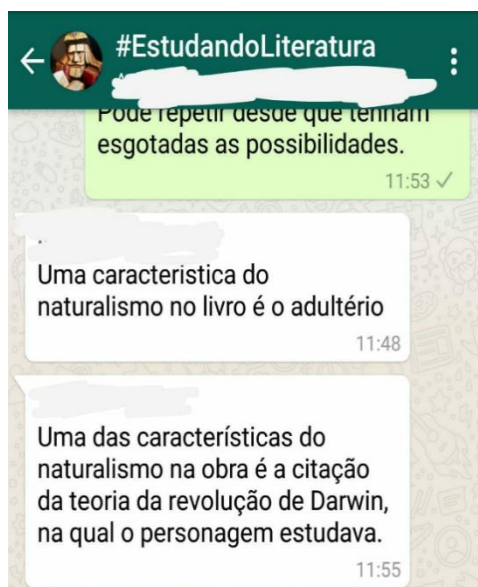 #EstudandoLiteratura
Pode repetir desde que tenham
esgotadas as possibilidades.
11:53
Uma caracteristica do
naturalismo no livro é o adultério
11:48
Uma das características do
naturalismo na obra é a citação
da teoria da revolução de Darwin,
na qual o personagem estudava.
11:55